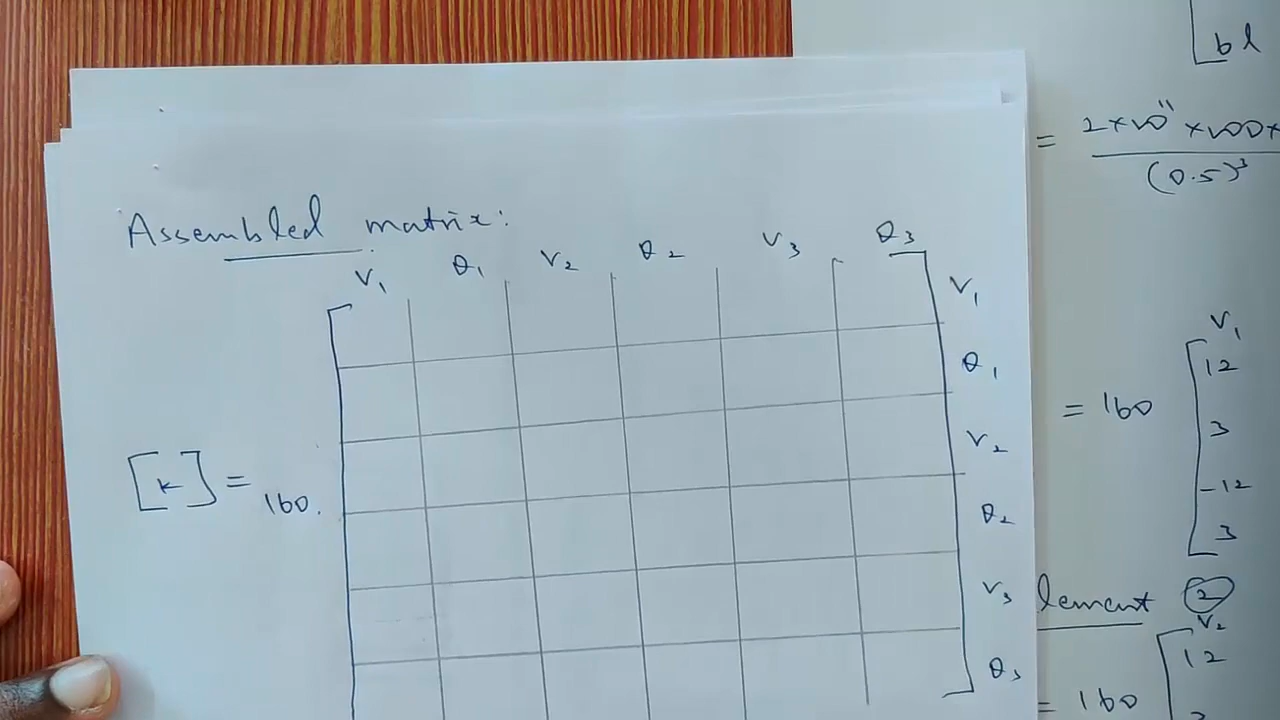 Assembled matrix:
V₁ θ₁ V₂ θ₂ V₃ θ₃
V₁
θ₁
V₂
[K] = 160.
θ₂
V₃
θ₃
bl
= 2×10¹¹ ×100×
(0.5)³
V₁
12
= 160
3
-12
3
lement ②
V₂
12
= 160